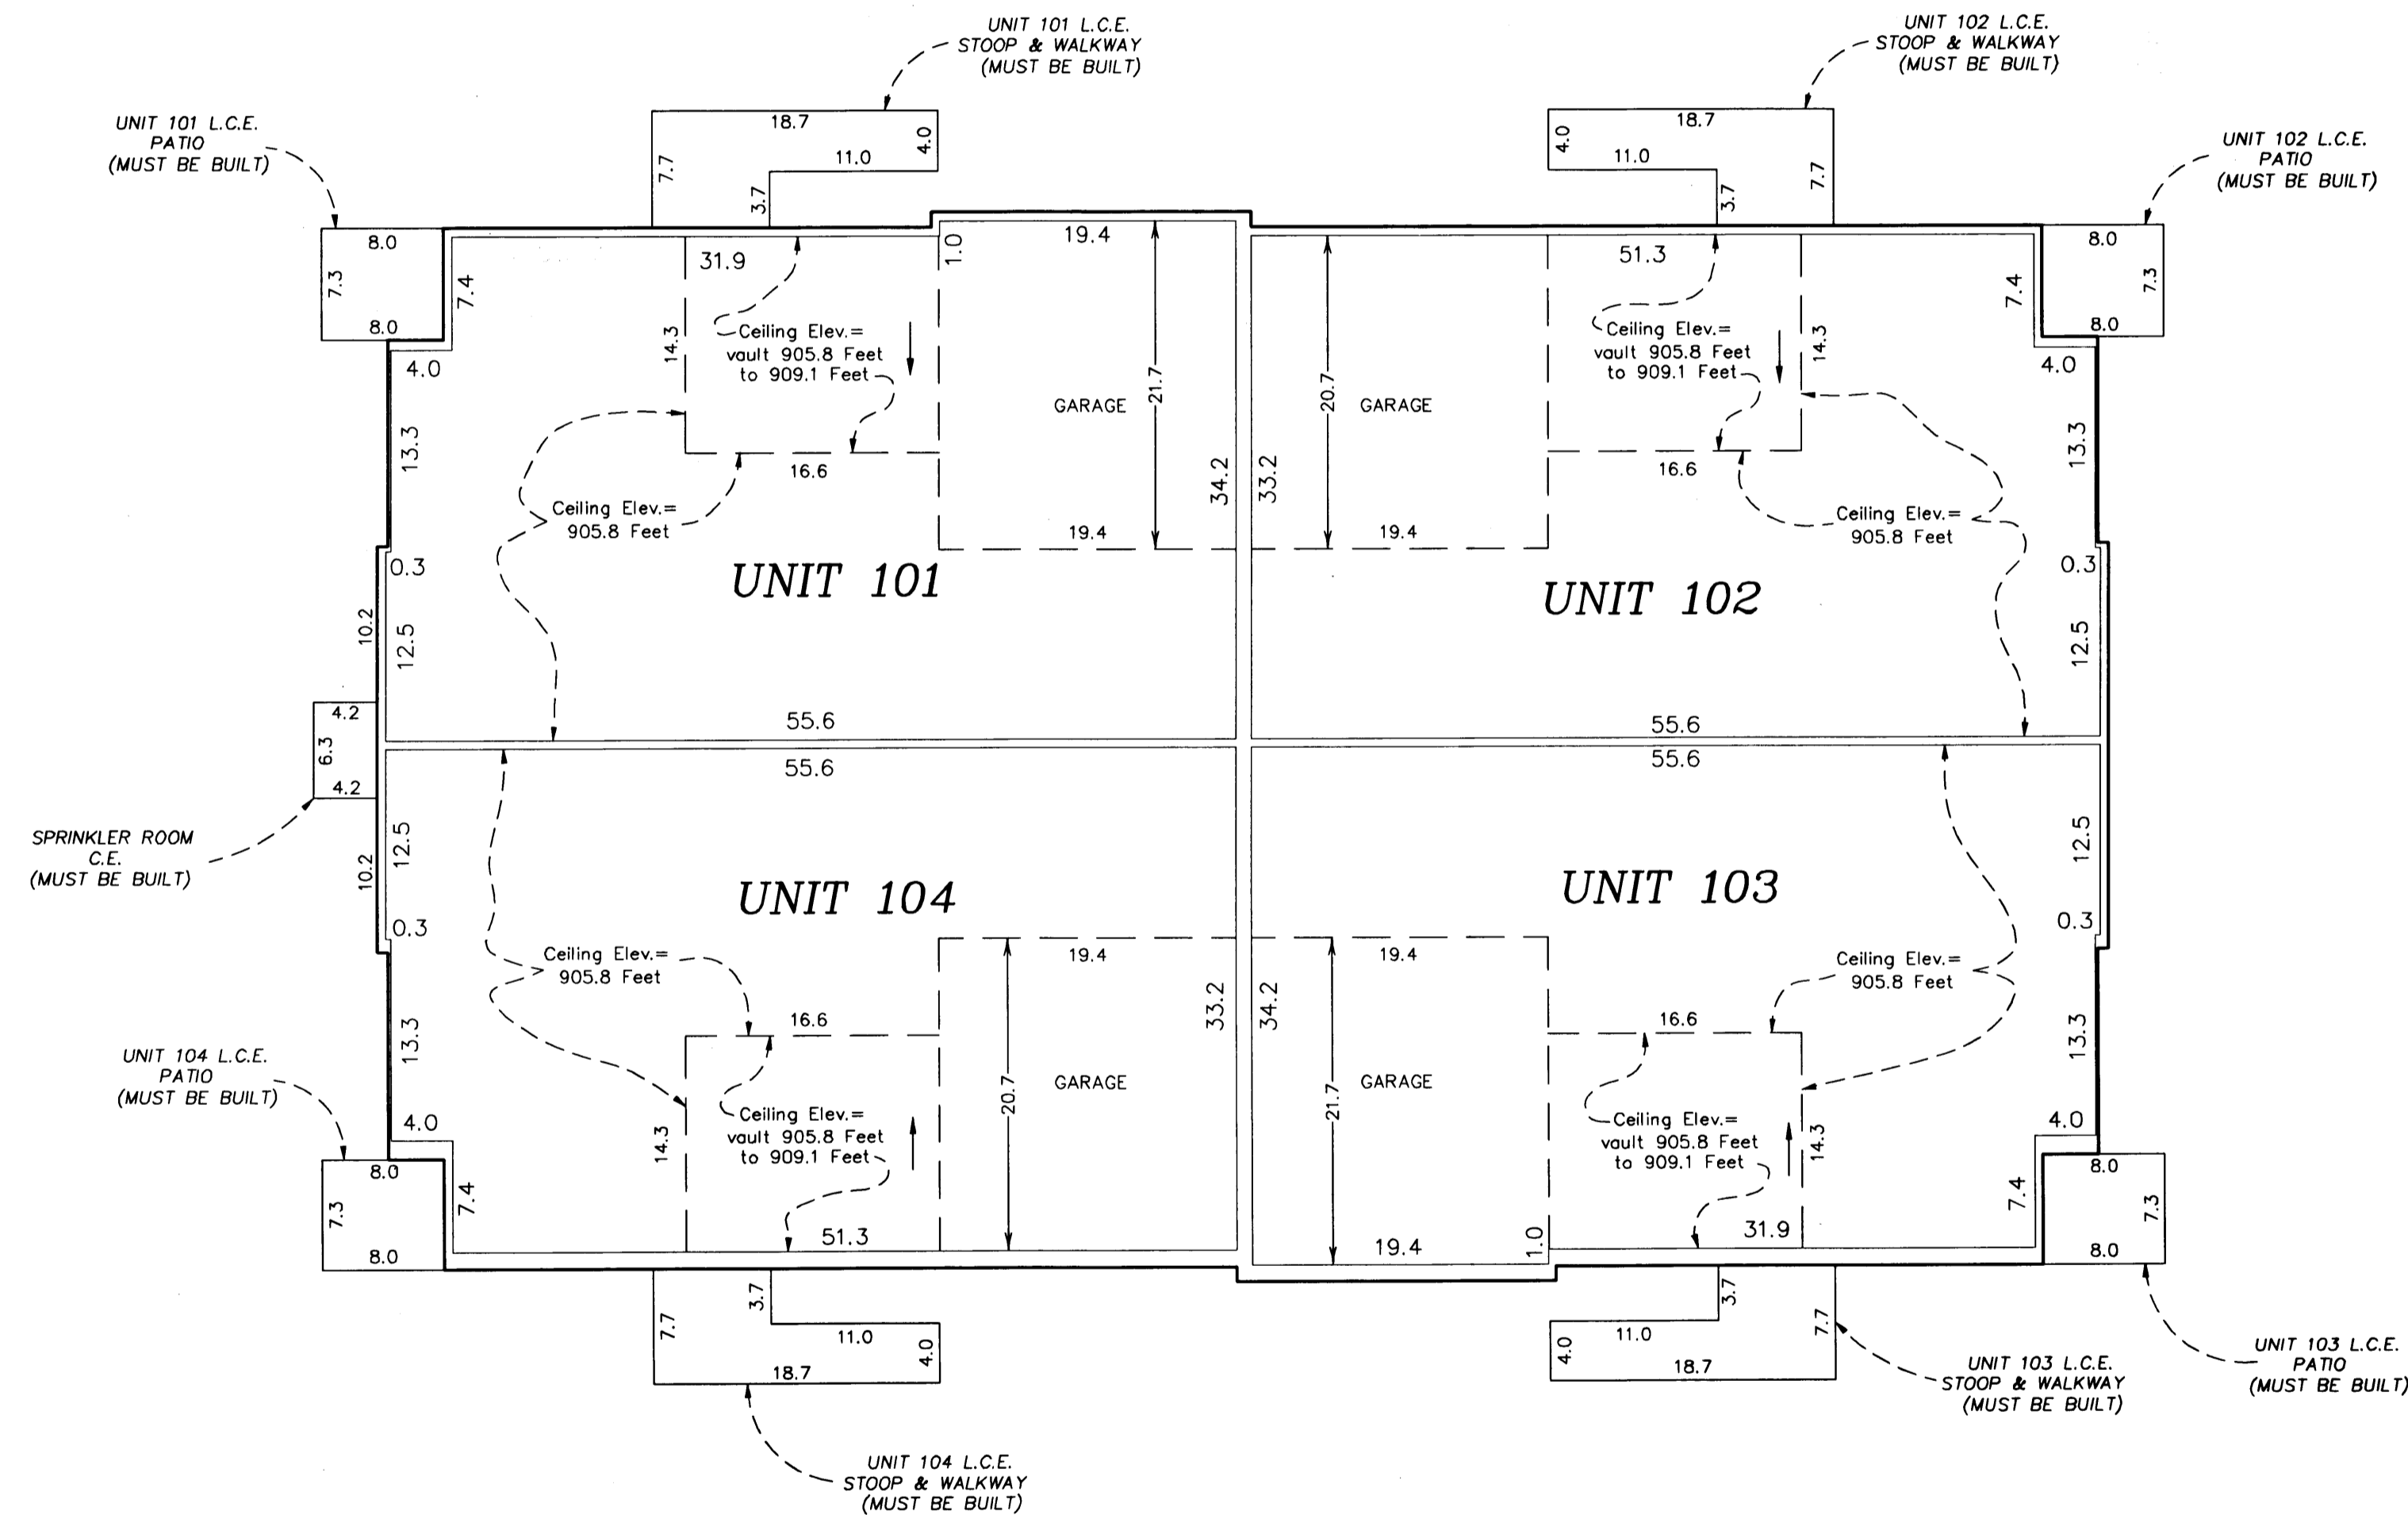 UNIT 101 L.C.E.
STOOP & WALKWAY
(MUST BE BUILT)
UNIT 102 L.C.E.
STOOP & WALKWAY
(MUST BE BUILT)
UNIT 101 L.C.E.
PATIO
(MUST BE BUILT)
UNIT 102 L.C.E.
PATIO
(MUST BE BUILT)
18.7
4.0
11.0
7.7
3.7
18.7
4.0
11.0
7.7
3.7
8.0
7.3
8.0
7.4
31.9
1.0
19.4
51.3
7.4
8.0
7.3
8.0
4.0
14.3
Ceiling Elev.=
vault 905.8 Feet
to 909.1 Feet
GARAGE
21.7
20.7
GARAGE
Ceiling Elev.=
vault 905.8 Feet
to 909.1 Feet
14.3
4.0
13.3
16.6
34.2
33.2
16.6
13.3
Ceiling Elev.=
905.8 Feet
19.4
19.4
Ceiling Elev.=
905.8 Feet
0.3
UNIT 101
UNIT 102
0.3
10.2
12.5
12.5
4.2
6.3
4.2
55.6
55.6
55.6
55.6
SPRINKLER ROOM
C.E.
(MUST BE BUILT)
10.2
12.5
12.5
UNIT 104
UNIT 103
0.3
0.3
Ceiling Elev.=
905.8 Feet
19.4
19.4
Ceiling Elev.=
905.8 Feet
13.3
16.6
33.2
34.2
16.6
13.3
UNIT 104 L.C.E.
PATIO
(MUST BE BUILT)
4.0
14.3
Ceiling Elev.=
vault 905.8 Feet
to 909.1 Feet
20.7
GARAGE
GARAGE
21.7
Ceiling Elev.=
vault 905.8 Feet
to 909.1 Feet
14.3
4.0
8.0
7.3
8.0
7.4
51.3
19.4
1.0
31.9
7.4
8.0
7.3
8.0
7.7
3.7
11.0
4.0
18.7
3.7
7.7
11.0
4.0
18.7
UNIT 103 L.C.E.
PATIO
(MUST BE BUILT)
UNIT 103 L.C.E.
STOOP & WALKWAY
(MUST BE BUILT)
UNIT 104 L.C.E.
STOOP & WALKWAY
(MUST BE BUILT)